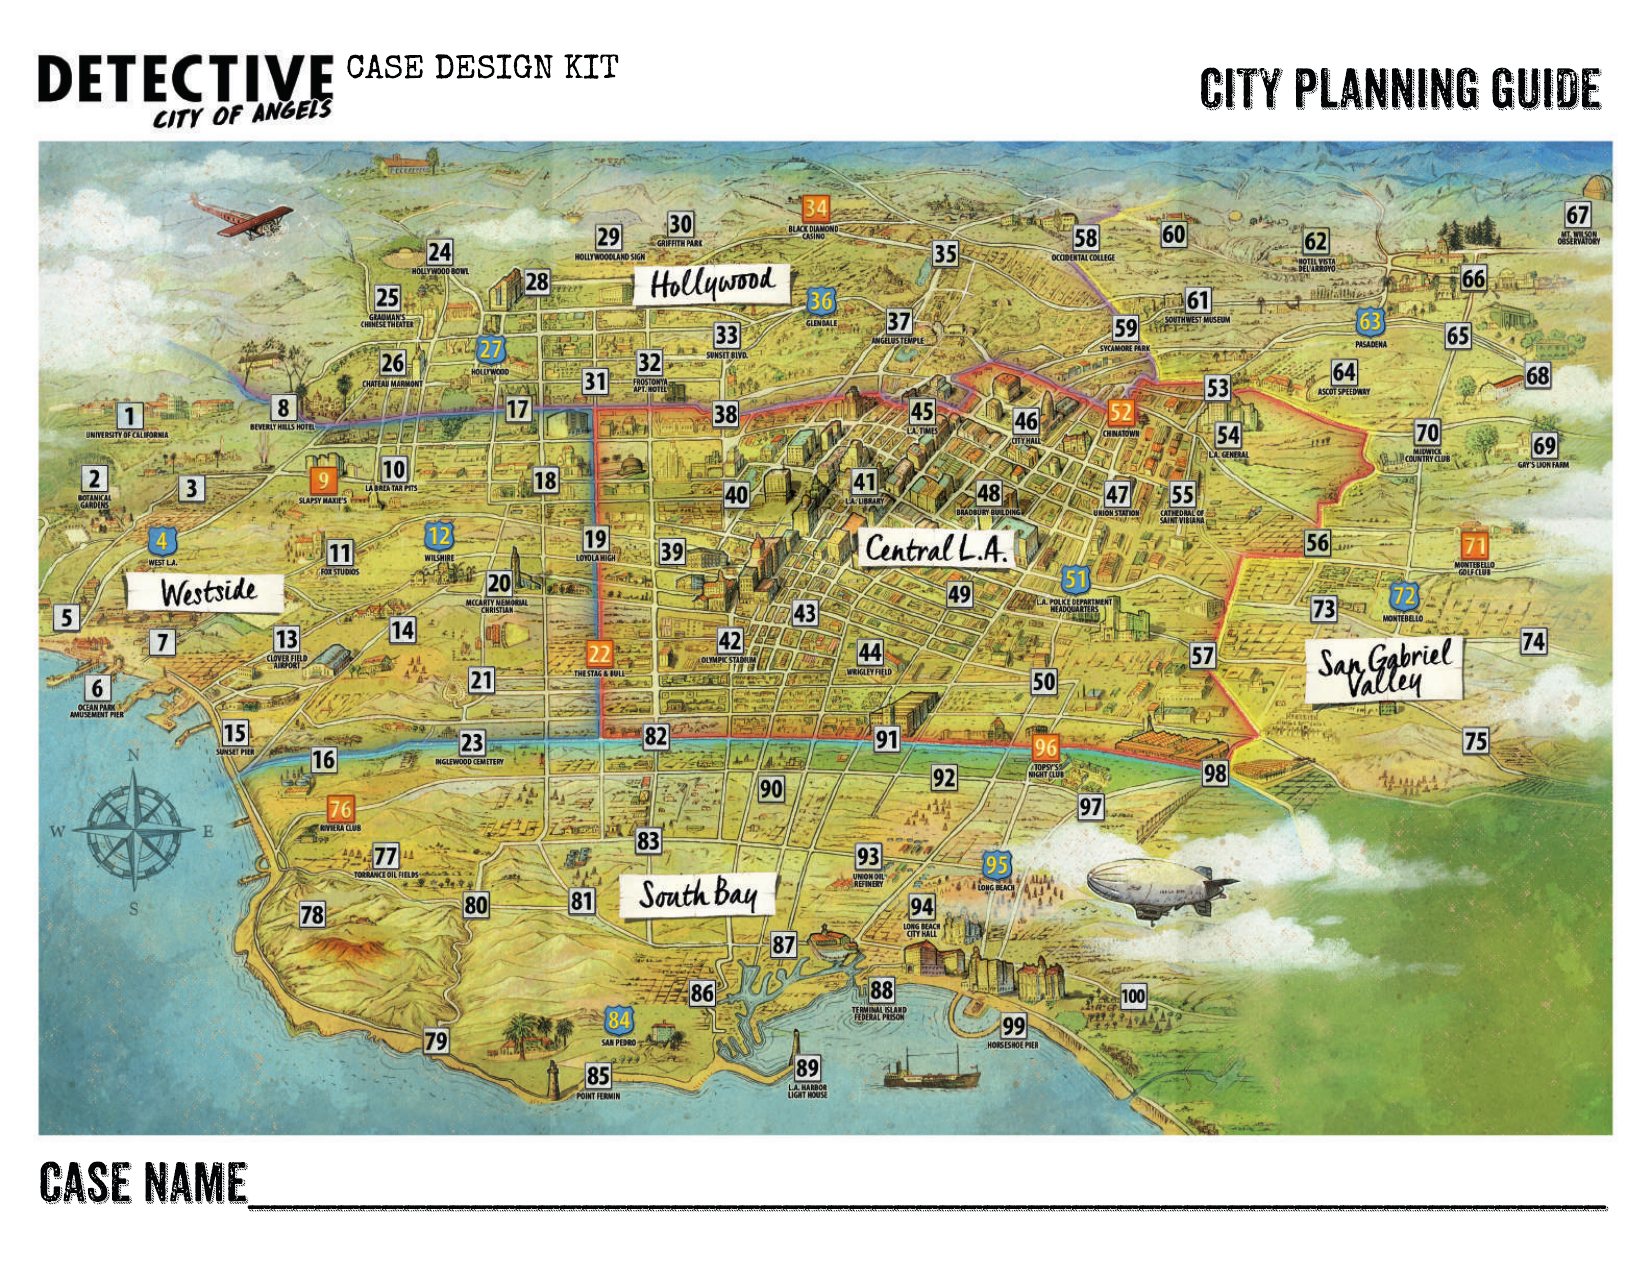 DETECTIVE
CITY OF ANGELS
CASE DESIGN KIT
CITY PLANNING GUIDE
67
MT. WILSON
OBSERVATORY
34
BLACK DIAMOND
CASINO
30
GRIFFITH PARK
29
HOLLYWOODLAND SIGN
24
HOLLYWOOD BOWL
35
58
OCCIDENTAL COLLEGE
60
62
HOTEL VISTA
DEL ARROYO
66
28
Hollywood
25
GRAUMAN'S
CHINESE THEATER
36
GLENDALE
61
SOUTHWEST MUSEUM
37
ANGELUS TEMPLE
33
SUNSET BLVD.
59
SYCAMORE PARK
63
PASADENA
65
27
HOLLYWOOD
26
CHATEAU MARMONT
32
FROSTONYA
APT. HOTEL
31
64
ASCOT SPEEDWAY
68
53
1
UNIVERSITY OF CALIFORNIA
8
BEVERLY HILLS HOTEL
17
38
45
L.A. TIMES
46
CITY HALL
52
CHINATOWN
54
L.A. GENERAL
70
MIDWICK
COUNTRY CLUB
69
GAY'S LION FARM
2
BOTANICAL
GARDENS
3
9
SLAPSY MAXIE'S
10
LA BREA TAR PITS
18
40
41
L.A. LIBRARY
48
BRADBURY BUILDING
47
UNION STATION
55
CATHEDRAL OF
SAINT VIBIANA
4
WEST L.A.
11
FOX STUDIOS
12
WILSHIRE
19
LOYOLA HIGH
39
Central L.A.
56
71
MONTEBELLO
GOLF CLUB
Westside
20
MCCARTY MEMORIAL
CHRISTIAN
43
49
51
L.A. POLICE DEPARTMENT
HEADQUARTERS
73
72
MONTEBELLO
5
7
13
CLOVER FIELD
AIRPORT
14
22
THE STAG & BULL
42
OLYMPIC STADIUM
44
WRIGLEY FIELD
57
San Gabriel
Valley
74
6
OCEAN PARK
AMUSEMENT PIER
21
50
15
SUNSET PIER
16
23
INGLEWOOD CEMETERY
82
91
96
TOPSY'S
NIGHT CLUB
98
75
N
W
E
S
76
RIVIERA CLUB
90
92
97
77
TORRANCE OIL FIELDS
83
93
UNION OIL
REFINERY
95
LONG BEACH
78
80
81
South Bay
94
LONG BEACH
CITY HALL
87
86
88
TERMINAL ISLAND
FEDERAL PRISON
100
79
84
SAN PEDRO
99
HORSESHOE PIER
85
POINT FERMIN
89
L.A. HARBOR
LIGHT HOUSE
CASE NAME